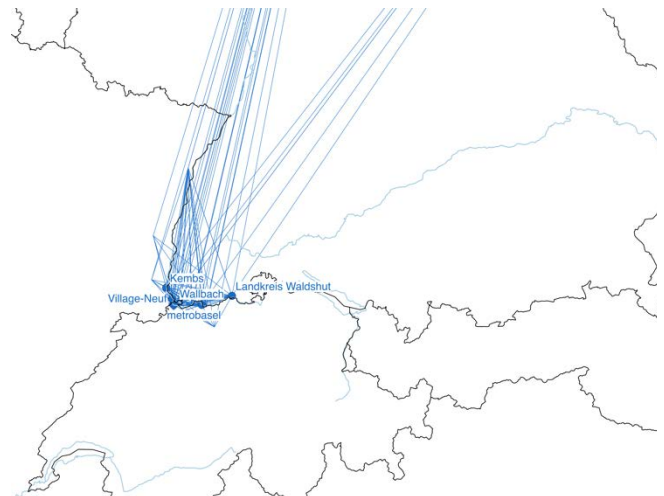 Kembs
Landkreis Waldshut
Wallbach
Village-Neuf
metrobasel